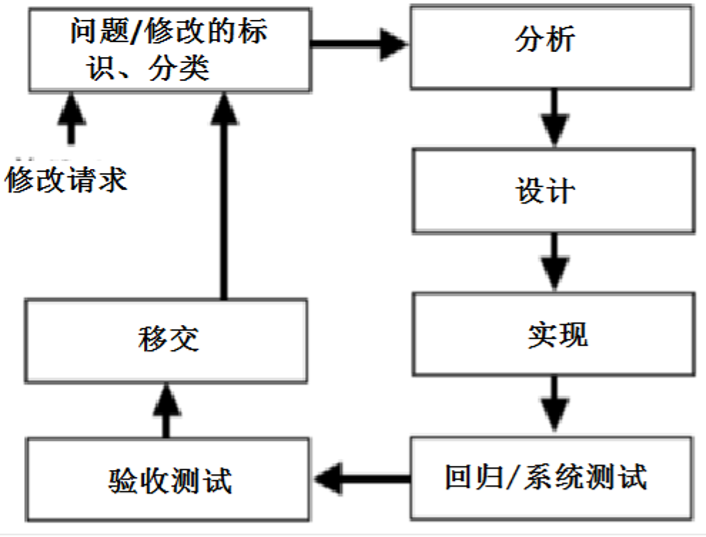 问题/修改的标
识、分类
分析
修改请求
设计
移交
实现
验收测试
回归/系统测试